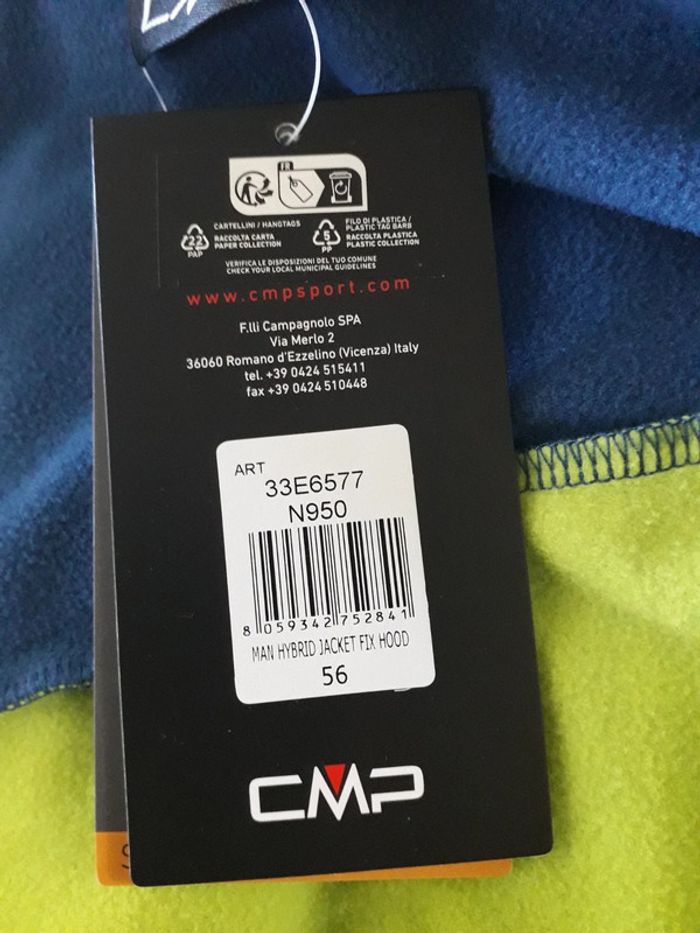 FR
CARTELLINI / HANGTAGS
22
PAP
RACCOLTA CARTA
PAPER COLLECTION
FILO DI PLASTICA /
PLASTIC TAG BARB
5
PP
RACCOLTA PLASTICA
PLASTIC COLLECTION
VERIFICA LE DISPOSIZIONI DEL TUO COMUNE
CHECK YOUR LOCAL MUNICIPAL GUIDELINES
www.cmpsport.com
F.lli Campagnolo SPA
Via Merlo 2
36060 Romano d'Ezzelino (Vicenza) Italy
tel. +39 0424 515411
fax +39 0424 510448
ART
33E6577
N950
8 059342 752841
MAN HYBRID JACKET FIX HOOD
56
CMP